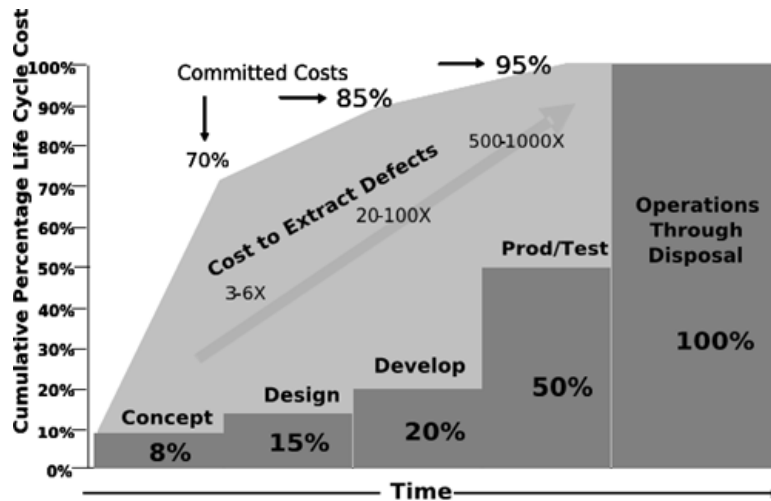 Cumulative Percentage Life Cycle Cost
100%
90%
80%
70%
60%
50%
40%
30%
20%
10%
0%
Committed Costs
70%
85%
95%
Cost to Extract Defects
3-6X
20-100X
500-1000X
Concept
8%
Design
15%
Develop
20%
Prod/Test
50%
Operations
Through
Disposal
100%
Time